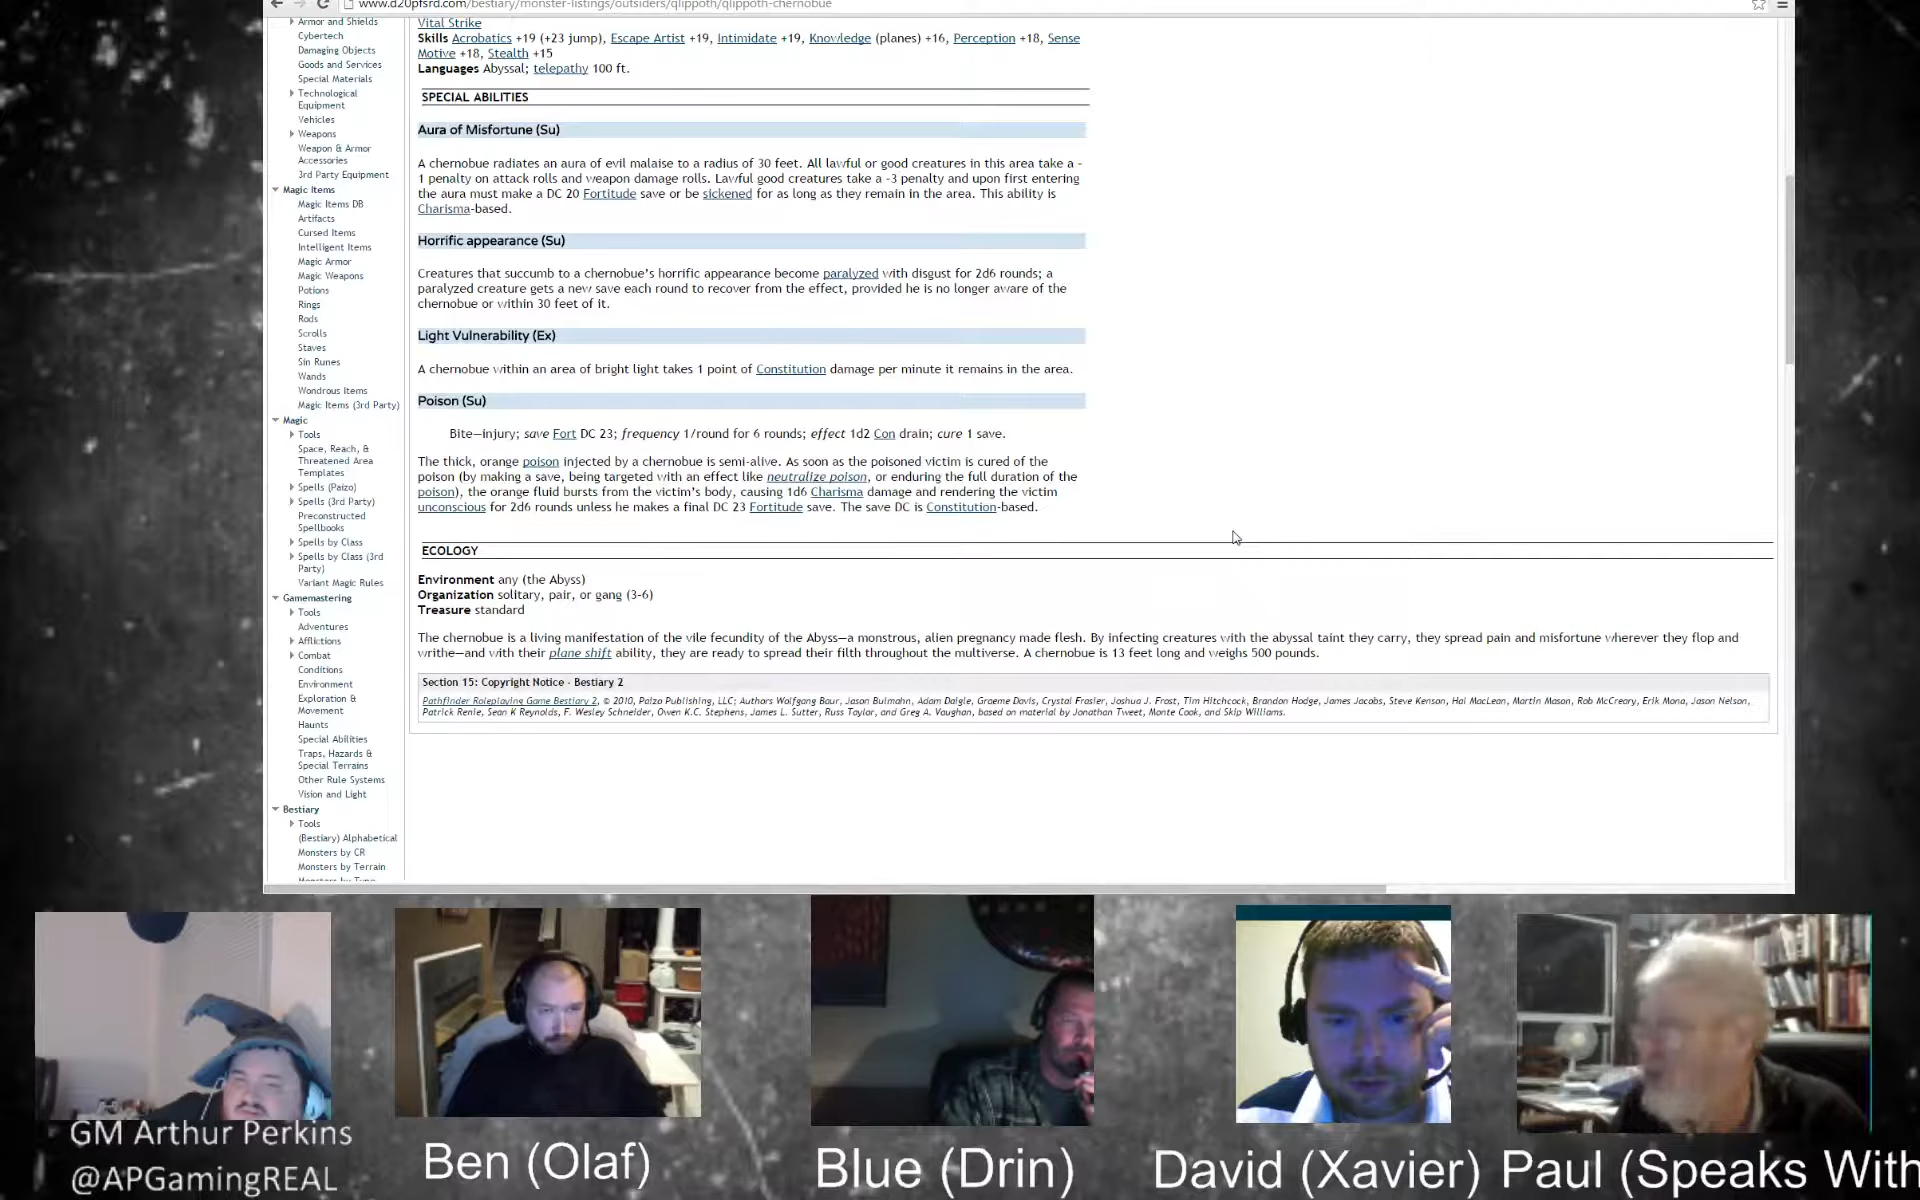 www.d20pfsrd.com/bestiary/monster-listings/outsiders/qlippoth/qlippoth-chernobue
Armor and Shields
Cybertech
Damaging Objects
Goods and Services
Special Materials
Technological
Equipment
Vehicles
Weapons
Weapon & Armor
Accessories
3rd Party Equipment
Magic Items
Magic Items DB
Artifacts
Cursed Items
Intelligent Items
Magic Armor
Magic Weapons
Potions
Rings
Rods
Scrolls
Staves
Sin Runes
Wands
Wondrous Items
Magic Items (3rd Party)
Magic
Tools
Space, Reach, &
Threatened Area
Templates
Spells (Paizo)
Spells (3rd Party)
Preconstructed
Spellbooks
Spells by Class
Spells by Class (3rd
Party)
Variant Magic Rules
Gamemastering
Tools
Adventures
Afflictions
Combat
Conditions
Environment
Exploration &
Movement
Haunts
Special Abilities
Traps, Hazards &
Special Terrains
Other Rule Systems
Vision and Light
Bestiary
Tools
(Bestiary) Alphabetical
Monsters by CR
Monsters by Terrain
Monsters by Type
Vital Strike
Skills Acrobatics +19 (+23 jump), Escape Artist +19, Intimidate +19, Knowledge (planes) +16, Perception +18, Sense
Motive +18, Stealth +15
Languages Abyssal; telepathy 100 ft.
SPECIAL ABILITIES
Aura of Misfortune (Su)
A chernobue radiates an aura of evil malaise to a radius of 30 feet. All lawful or good creatures in this area take a -
1 penalty on attack rolls and weapon damage rolls. Lawful good creatures take a -3 penalty and upon first entering
the aura must make a DC 20 Fortitude save or be sickened for as long as they remain in the area. This ability is
Charisma-based.
Horrific appearance (Su)
Creatures that succumb to a chernobue's horrific appearance become paralyzed with disgust for 2d6 rounds; a
paralyzed creature gets a new save each round to recover from the effect, provided he is no longer aware of the
chernobue or within 30 feet of it.
Light Vulnerability (Ex)
A chernobue within an area of bright light takes 1 point of Constitution damage per minute it remains in the area.
Poison (Su)
Bite—injury; save Fort DC 23; frequency 1/round for 6 rounds; effect 1d2 Con drain; cure 1 save.
The thick, orange poison injected by a chernobue is semi-alive. As soon as the poisoned victim is cured of the
poison (by making a save, being targeted with an effect like neutralize poison, or enduring the full duration of the
poison), the orange fluid bursts from the victim's body, causing 1d6 Charisma damage and rendering the victim
unconscious for 2d6 rounds unless he makes a final DC 23 Fortitude save. The save DC is Constitution-based.
ECOLOGY
Environment any (the Abyss)
Organization solitary, pair, or gang (3-6)
Treasure standard
The chernobue is a living manifestation of the vile fecundity of the Abyss—a monstrous, alien pregnancy made flesh. By infecting creatures with the abyssal taint they carry, they spread pain and misfortune wherever they flop and
writhe—and with their plane shift ability, they are ready to spread their filth throughout the multiverse. A chernobue is 13 feet long and weighs 500 pounds.
Section 15: Copyright Notice - Bestiary 2
Pathfinder Roleplaying Game Bestiary 2, © 2010, Paizo Publishing, LLC; Authors Wolfgang Baur, Jason Bulmahn, Adam Daigle, Graeme Davis, Crystal Frasier, Joshua J. Frost, Tim Hitchcock, Brandon Hodge, James Jacobs, Steve Kenson, Hal MacLean, Martin Mason, Rob McCreary, Erik Mona, Jason Nelson,
Patrick Renie, Sean K Reynolds, F. Wesley Schneider, Owen K.C. Stephens, James L. Sutter, Russ Taylor, and Greg A. Vaughan, based on material by Jonathan Tweet, Monte Cook, and Skip Williams.
GM Arthur Perkins
@APGamingREAL
Ben (Olaf)
Blue (Drin)
David (Xavier)
Paul (Speaks With